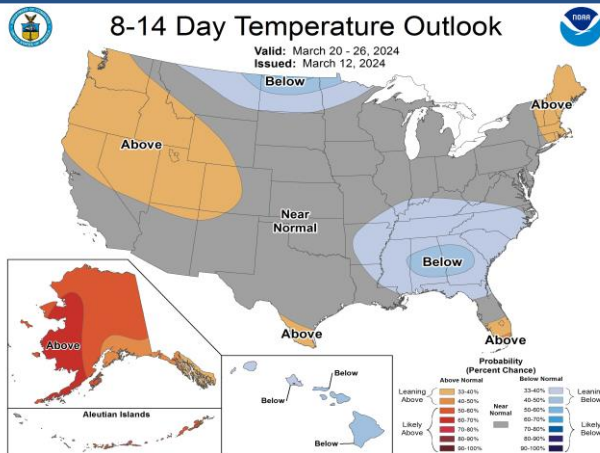 8-14 Day Temperature Outlook
Valid: March 20 - 26, 2024
Issued: March 12, 2024
NOAA
Below
Above
Above
Near
Normal
Below
Above
Above
Above
Aleutian Islands
Below
Below
Below
Probability
(Percent Chance)
Above Normal
Below Normal
Leaning
Above
33-40%
40-50%
Likely
Above
50-60%
60-70%
70-80%
80-90%
90-100%
Near
Normal
33-40%
40-50%
Leaning
Below
50-60%
60-70%
70-80%
80-90%
90-100%
Likely
Below